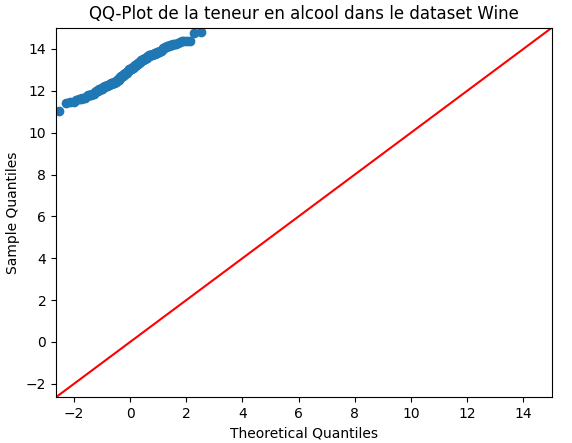 QQ-Plot de la teneur en alcool dans le dataset Wine
14
12
10
8
6
4
2
0
−2
Sample Quantiles
−2 0 2 4 6 8 10 12 14
Theoretical Quantiles